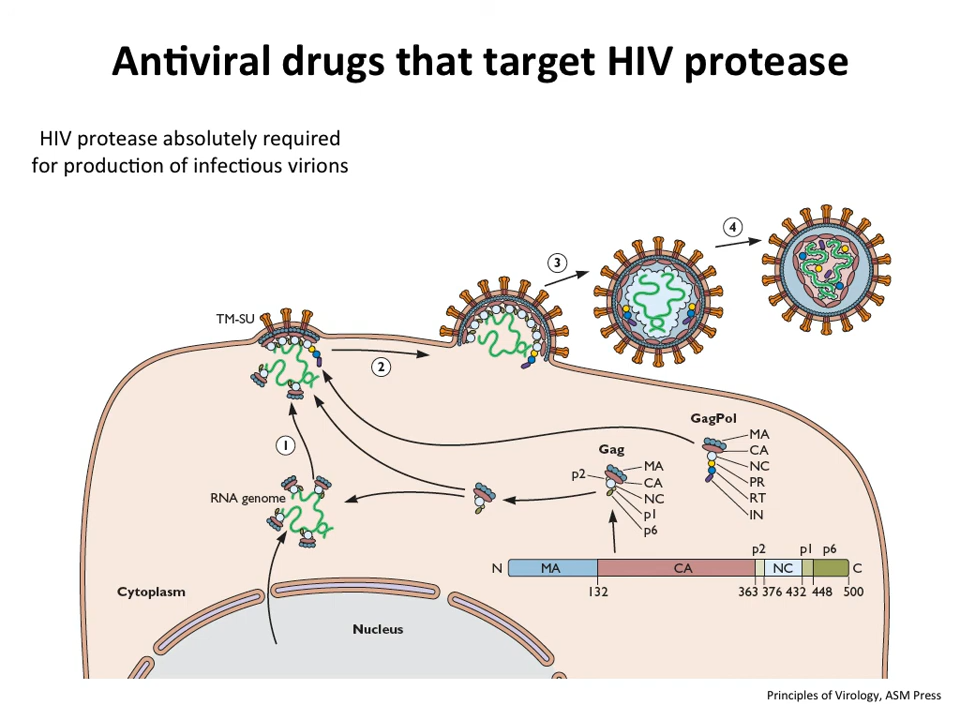 Antiviral drugs that target HIV protease
HIV protease absolutely required
for production of infectious virions
4
3
TM-SU
2
GagPol
MA
CA
NC
PR
RT
IN
1
Gag
p2
MA
CA
NC
p1
p6
RNA genome
p2 p1 p6
N MA CA NC C
132 363 376 432 448 500
Cytoplasm
Nucleus
Principles of Virology, ASM Press